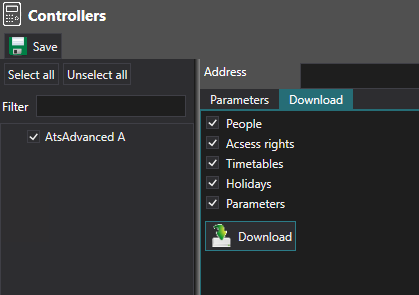 Controllers
Save
Select all
Unselect all
Filter
AtsAdvanced A
Address
Parameters
Download
People
Acsess rights
Timetables
Holidays
Parameters
Download